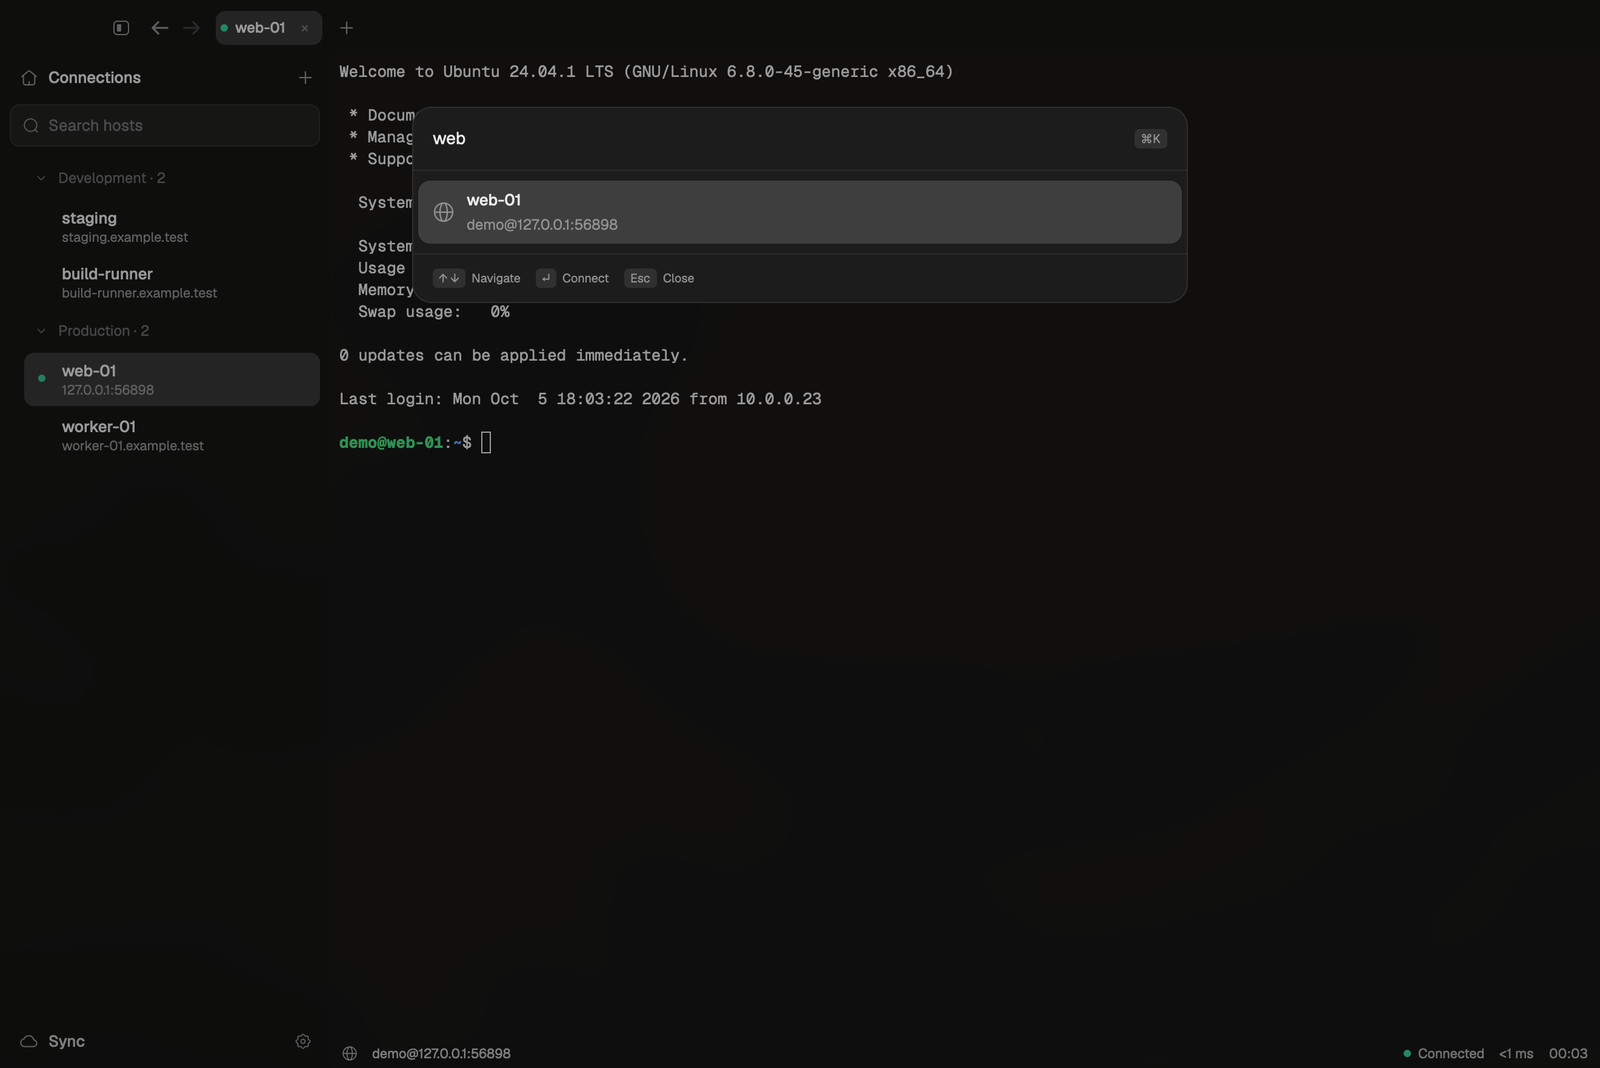 web-01 ×
Connections
Search hosts
Development · 2
staging
staging.example.test
build-runner
build-runner.example.test
Production · 2
web-01
127.0.0.1:56898
worker-01
worker-01.example.test
Sync
Welcome to Ubuntu 24.04.1 LTS (GNU/Linux 6.8.0-45-generic x86_64)
* Docum
* Manag
* Suppo
System
System
Usage
Memory
Swap usage: 0%
0 updates can be applied immediately.
Last login: Mon Oct  5 18:03:22 2026 from 10.0.0.23
demo@web-01:~$
web
⌘K
web-01
demo@127.0.0.1:56898
↑↓ Navigate ↵ Connect Esc Close
demo@127.0.0.1:56898
Connected <1 ms 00:03